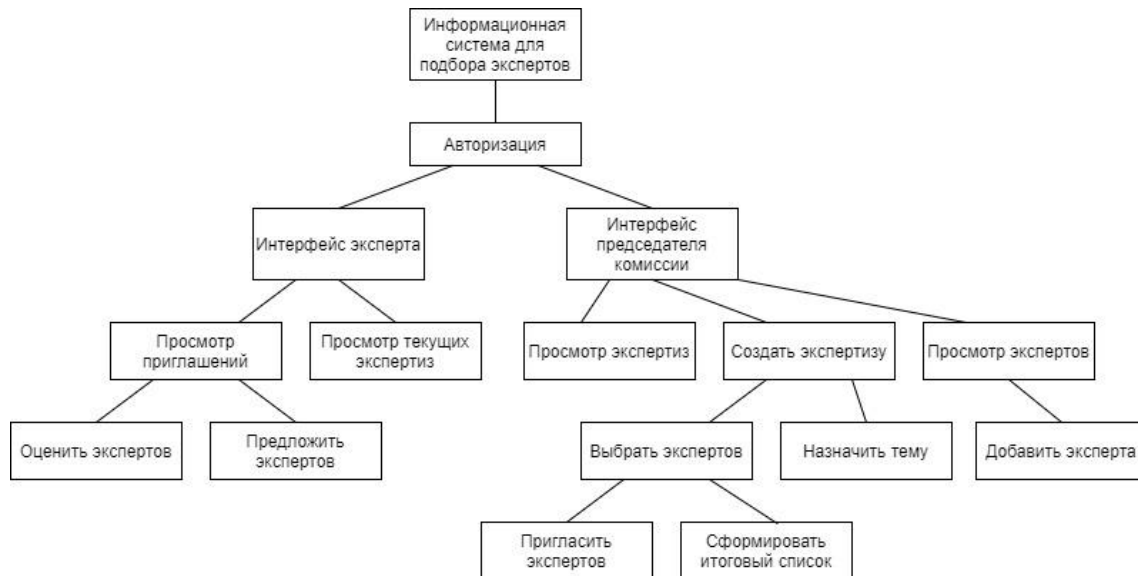 Информационная
система для
подбора экспертов
Авторизация
Интерфейс эксперта
Интерфейс
председателя
комиссии
Просмотр
приглашений
Просмотр текущих
экспертиз
Просмотр экспертиз
Создать экспертизу
Просмотр экспертов
Оценить экспертов
Предложить
экспертов
Выбрать экспертов
Назначить тему
Добавить эксперта
Пригласить
экспертов
Сформировать
итоговый список